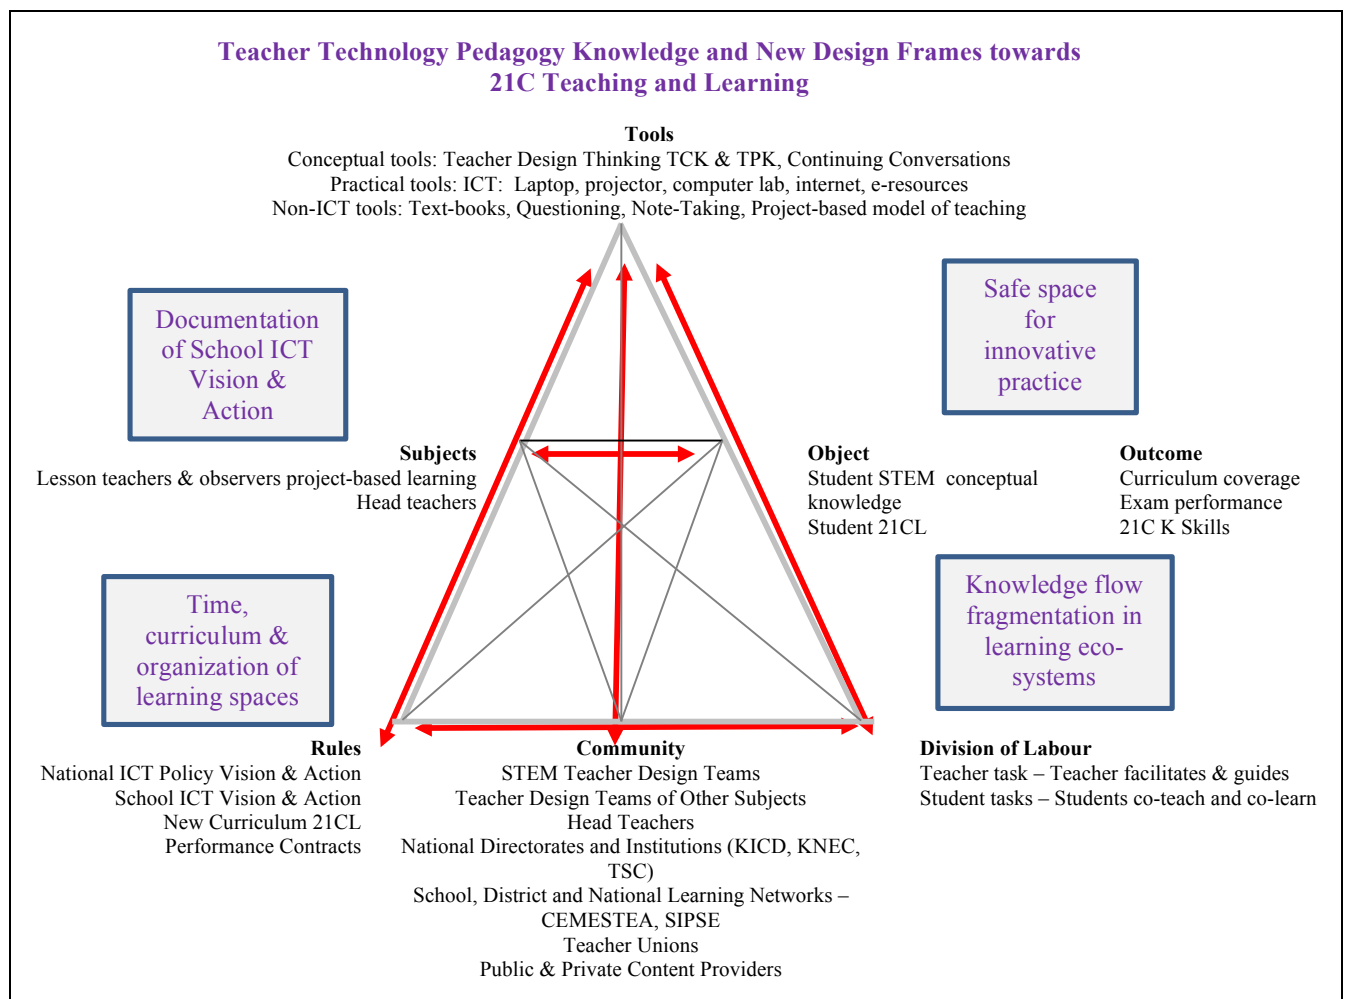 Teacher Technology Pedagogy Knowledge and New Design Frames towards
21C Teaching and Learning
Tools
Conceptual tools: Teacher Design Thinking TCK & TPK, Continuing Conversations
Practical tools: ICT: Laptop, projector, computer lab, internet, e-resources
Non-ICT tools: Text-books, Questioning, Note-Taking, Project-based model of teaching
Documentation
of School ICT
Vision &
Action
Safe space
for
innovative
practice
Subjects
Lesson teachers & observers project-based learning
Head teachers
Object
Student STEM conceptual
knowledge
Student 21CL
Outcome
Curriculum coverage
Exam performance
21C K Skills
Time,
curriculum &
organization of
learning spaces
Knowledge flow
fragmentation in
learning eco-
systems
Rules
National ICT Policy Vision & Action
School ICT Vision & Action
New Curriculum 21CL
Performance Contracts
Community
STEM Teacher Design Teams
Teacher Design Teams of Other Subjects
Head Teachers
National Directorates and Institutions (KICD, KNEC,
TSC)
School, District and National Learning Networks –
CEMESTEA, SIPSE
Teacher Unions
Public & Private Content Providers
Division of Labour
Teacher task – Teacher facilitates & guides
Student tasks – Students co-teach and co-learn